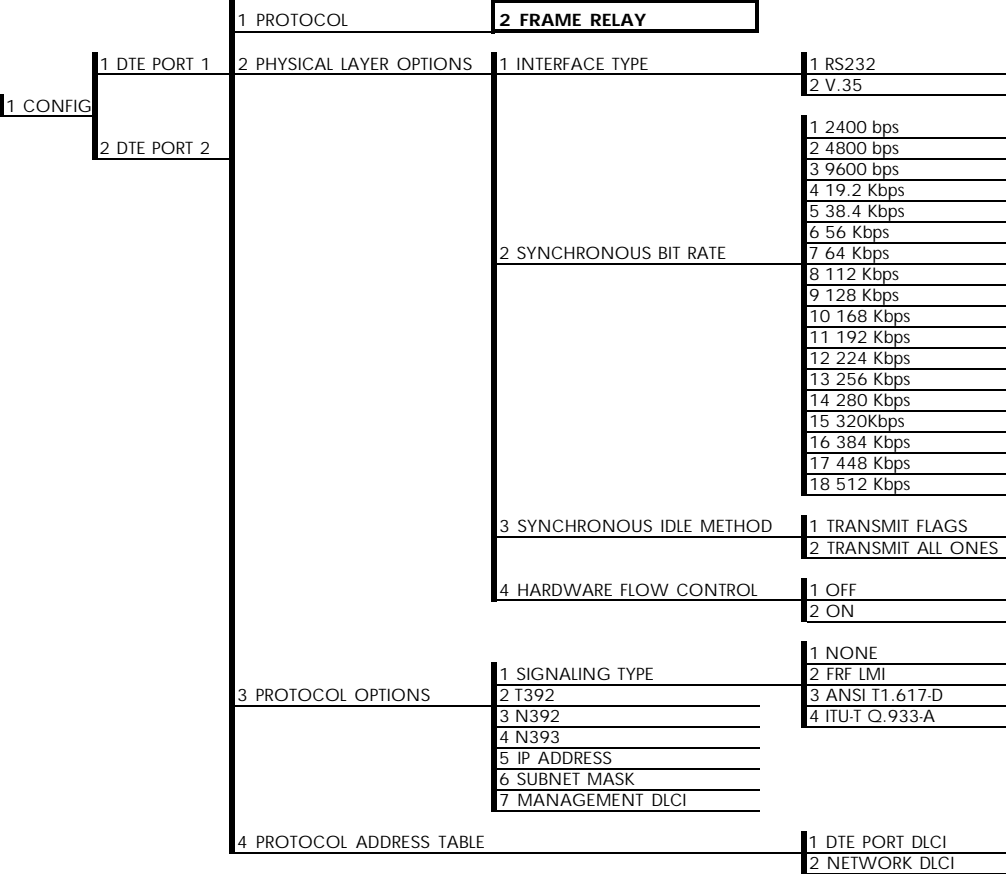 1 PROTOCOL
2 FRAME RELAY
1 CONFIG
1 DTE PORT 1
2 DTE PORT 2
2 PHYSICAL LAYER OPTIONS
1 INTERFACE TYPE
1 RS232
2 V.35
2 SYNCHRONOUS BIT RATE
1 2400 bps
2 4800 bps
3 9600 bps
4 19.2 Kbps
5 38.4 Kbps
6 56 Kbps
7 64 Kbps
8 112 Kbps
9 128 Kbps
10 168 Kbps
11 192 Kbps
12 224 Kbps
13 256 Kbps
14 280 Kbps
15 320Kbps
16 384 Kbps
17 448 Kbps
18 512 Kbps
3 SYNCHRONOUS IDLE METHOD
1 TRANSMIT FLAGS
2 TRANSMIT ALL ONES
4 HARDWARE FLOW CONTROL
1 OFF
2 ON
3 PROTOCOL OPTIONS
1 SIGNALING TYPE
1 NONE
2 FRF LMI
3 ANSI T1.617-D
4 ITU-T Q.933-A
2 T392
3 N392
4 N393
5 IP ADDRESS
6 SUBNET MASK
7 MANAGEMENT DLCI
4 PROTOCOL ADDRESS TABLE
1 DTE PORT DLCI
2 NETWORK DLCI